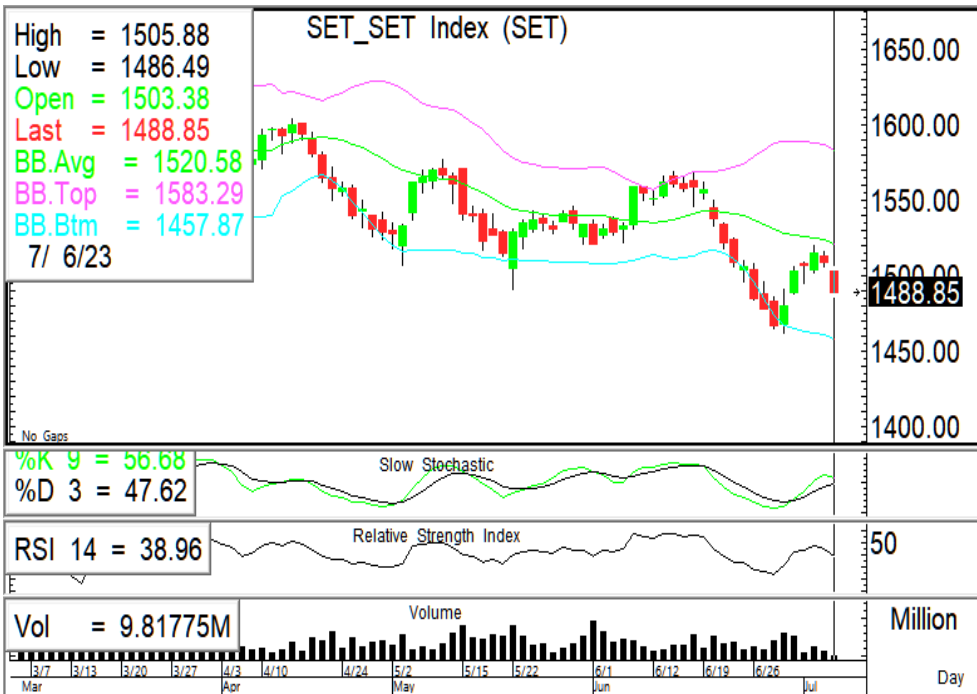 SET_SET Index (SET)
High = 1505.88
Low = 1486.49
Open = 1503.38
Last = 1488.85
BB.Avg = 1520.58
BB.Top = 1583.29
BB.Btm = 1457.87
7/ 6/23
1650.00
1600.00
1550.00
1500.00
1488.85
1450.00
1400.00
No Gaps
%K 9 = 56.68
%D 3 = 47.62
Slow Stochastic
RSI 14 = 38.96
Relative Strength Index
50
Vol = 9.81775M
Volume
Million
3/7 3/13 3/20 3/27 4/3 4/10 4/24 5/2 5/15 5/22 6/1 6/12 6/19 6/26 Jul
Mar Apr May Jun
Day